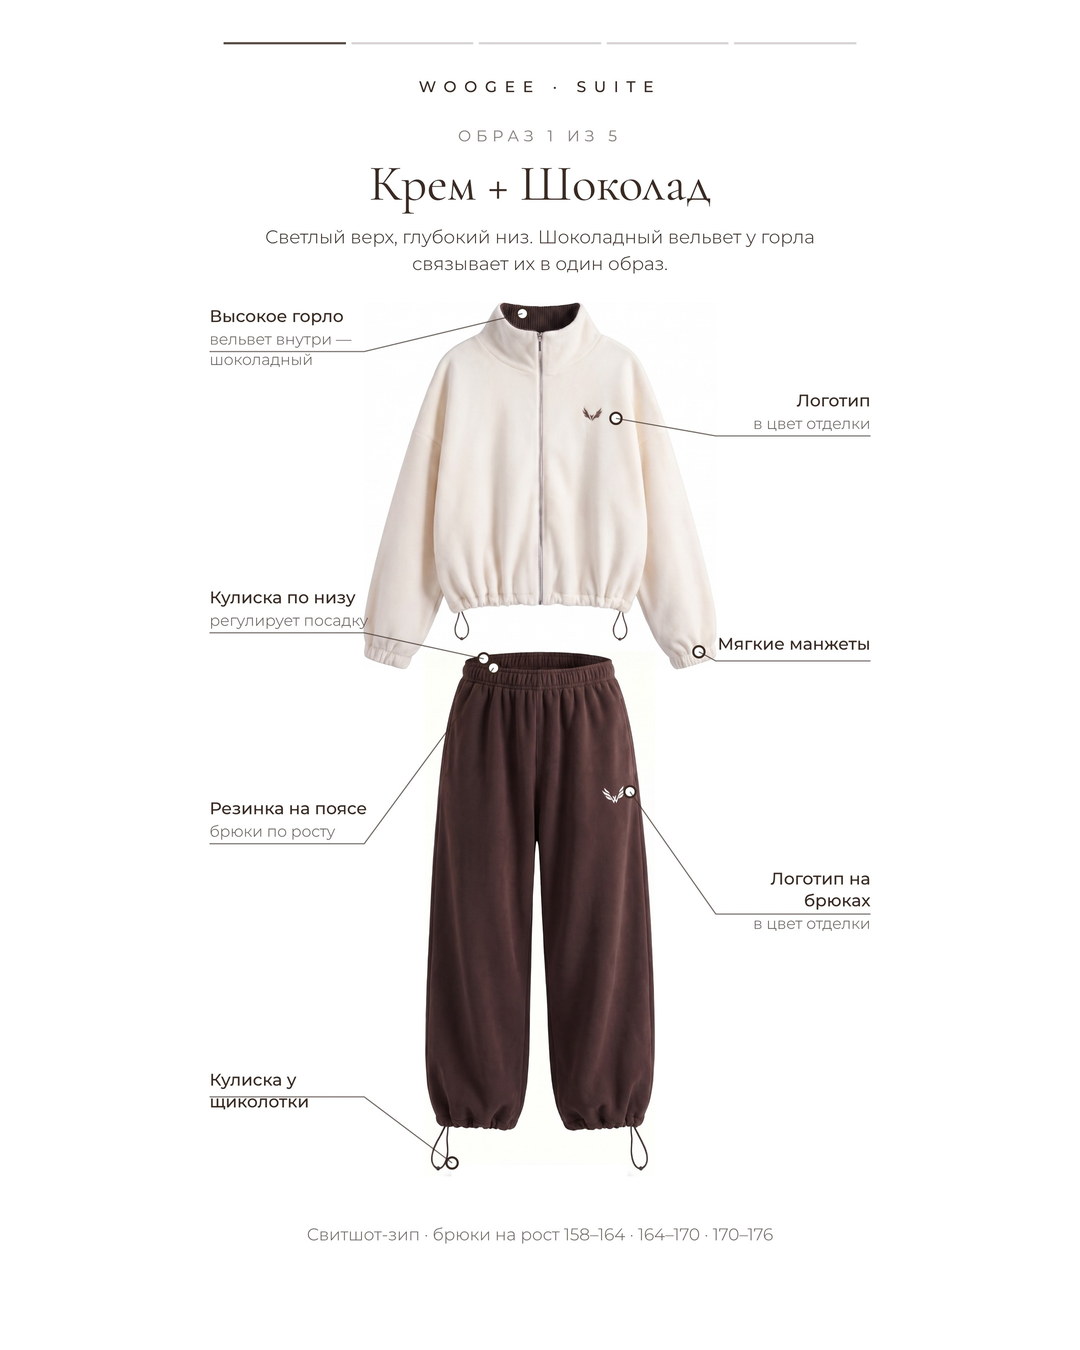 WOOGEE · SUITE
ОБРАЗ 1 ИЗ 5
Крем + Шоколад
Светлый верх, глубокий низ. Шоколадный вельвет у горла
связывает их в один образ.
Высокое горло
вельвет внутри —
шоколадный
Логотип
в цвет отделки
Кулиска по низу
регулирует посадку
Мягкие манжеты
Резинка на поясе
брюки по росту
Логотип на
брюках
в цвет отделки
Кулиска у
щиколотки
Свитшот-зип · брюки на рост 158–164 · 164–170 · 170–176